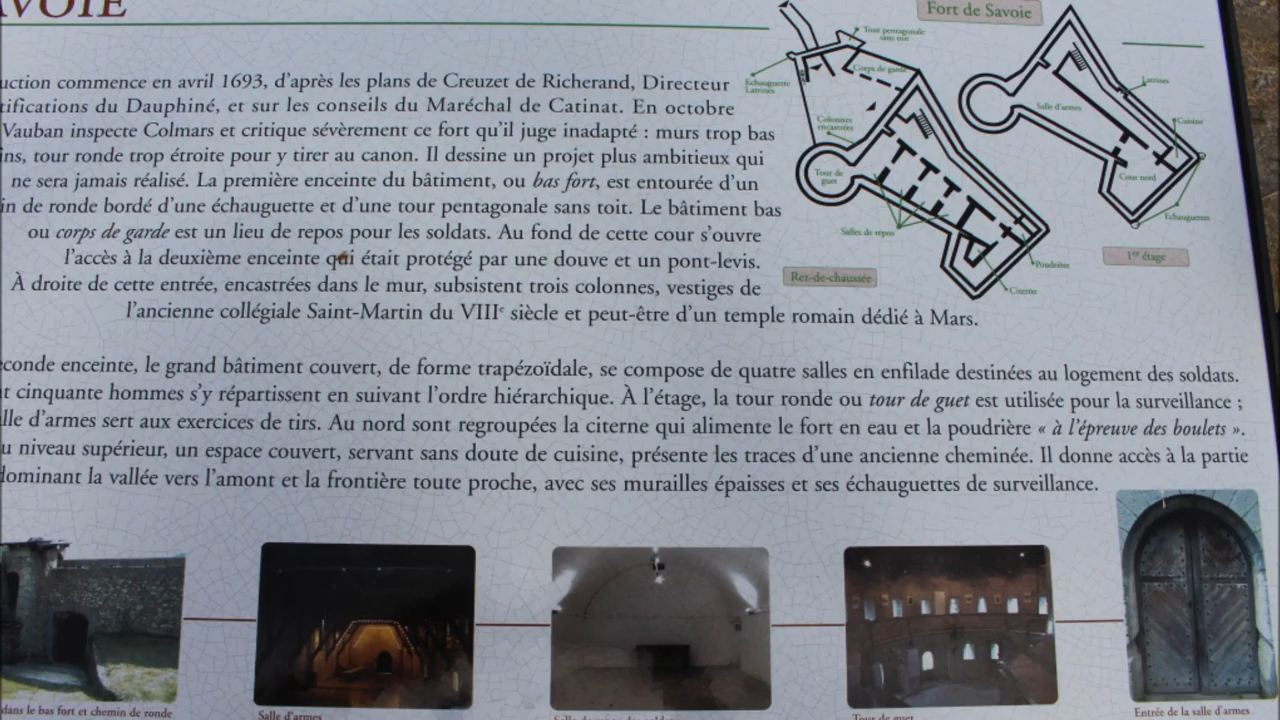 VOIE
Fort de Savoie
Tour pentagonale
sans toit
Corps de garde
Echauguette
Latrines
Colonnes
encastrées
Tour de
guet
Salles de repos
Poudrière
Citerne
Rez-de-chaussée
Latrines
Salle d'armes
Cuisine
Cour nord
Echauguettes
1er étage
uction commence en avril 1693, d'après les plans de Creuzet de Richerand, Directeur
tifications du Dauphiné, et sur les conseils du Maréchal de Catinat. En octobre
Vauban inspecte Colmars et critique sévèrement ce fort qu'il juge inadapté : murs trop bas
ins, tour ronde trop étroite pour y tirer au canon. Il dessine un projet plus ambitieux qui
ne sera jamais réalisé. La première enceinte du bâtiment, ou bas fort, est entourée d'un
in de ronde bordé d'une échauguette et d'une tour pentagonale sans toit. Le bâtiment bas
ou corps de garde est un lieu de repos pour les soldats. Au fond de cette cour s'ouvre
l'accès à la deuxième enceinte qui était protégé par une douve et un pont-levis.
À droite de cette entrée, encastrées dans le mur, subsistent trois colonnes, vestiges de
l'ancienne collégiale Saint-Martin du VIIIe siècle et peut-être d'un temple romain dédié à Mars.
econde enceinte, le grand bâtiment couvert, de forme trapézoïdale, se compose de quatre salles en enfilade destinées au logement des soldats.
t cinquante hommes s'y répartissent en suivant l'ordre hiérarchique. À l'étage, la tour ronde ou tour de guet est utilisée pour la surveillance ;
lle d'armes sert aux exercices de tirs. Au nord sont regroupées la citerne qui alimente le fort en eau et la poudrière « à l'épreuve des boulets ».
u niveau supérieur, un espace couvert, servant sans doute de cuisine, présente les traces d'une ancienne cheminée. Il donne accès à la partie
dominant la vallée vers l'amont et la frontière toute proche, avec ses murailles épaisses et ses échauguettes de surveillance.
dans le bas fort et chemin de ronde
Salle d'armes
Tour de guet
Entrée de la salle d'armes